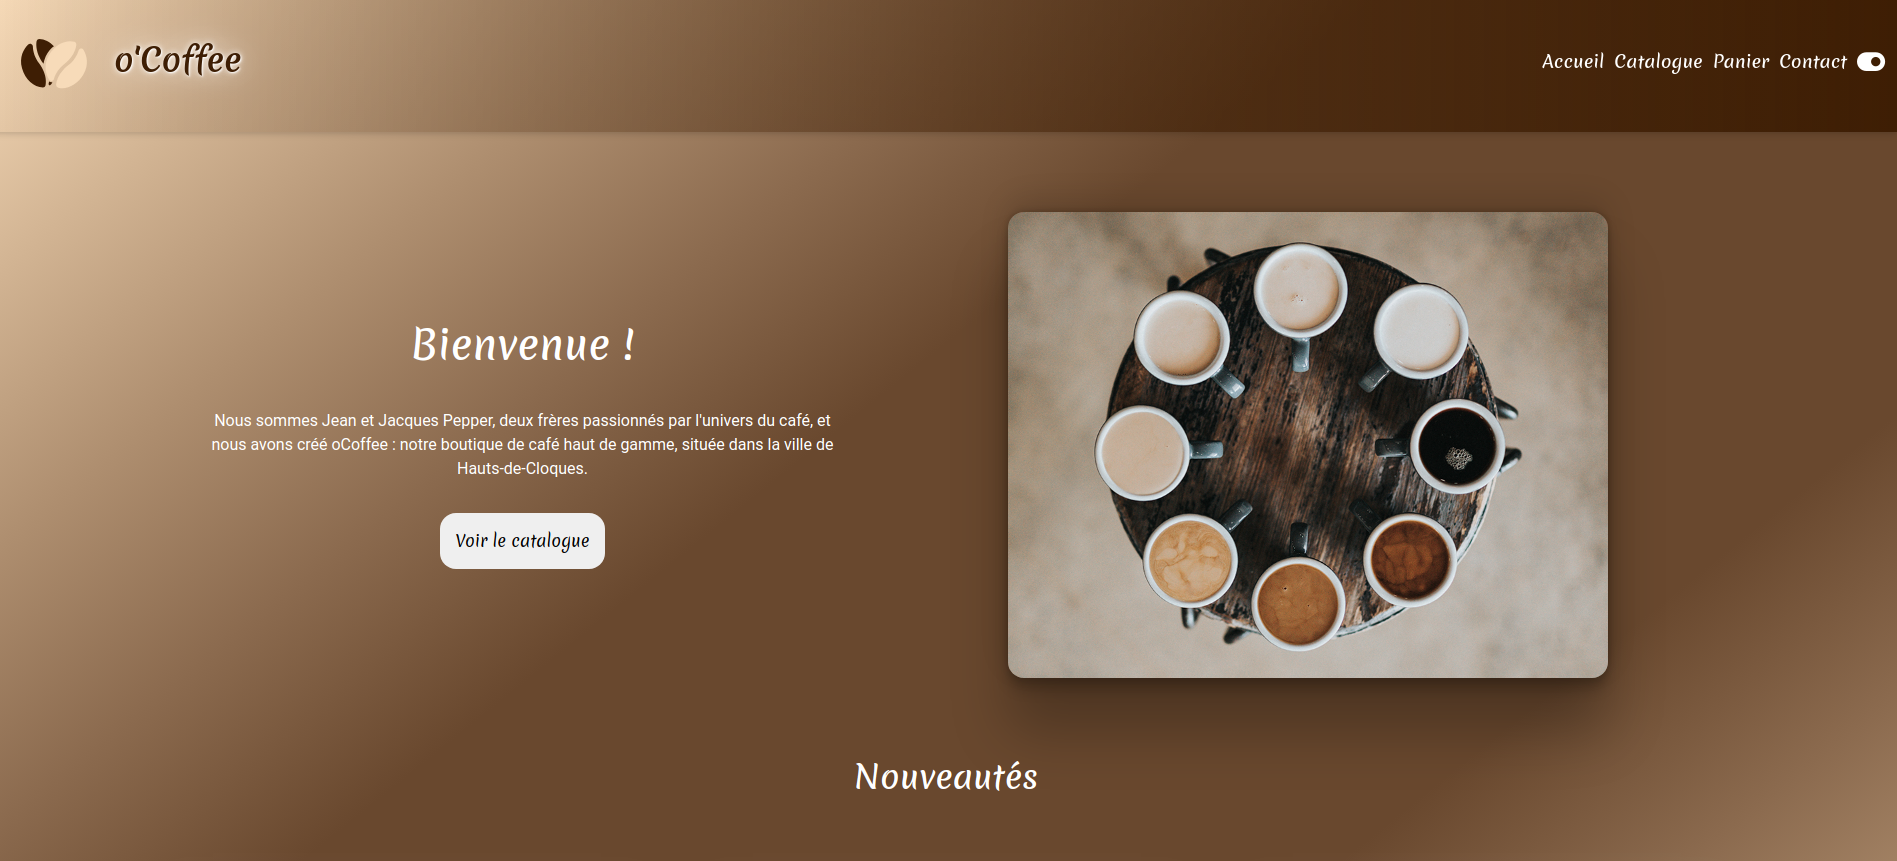 o'Coffee
Accueil Catalogue Panier Contact
Bienvenue !
Nous sommes Jean et Jacques Pepper, deux frères passionnés par l'univers du café, et
nous avons créé oCoffee : notre boutique de café haut de gamme, située dans la ville de
Hauts-de-Cloques.
Voir le catalogue
Nouveautés